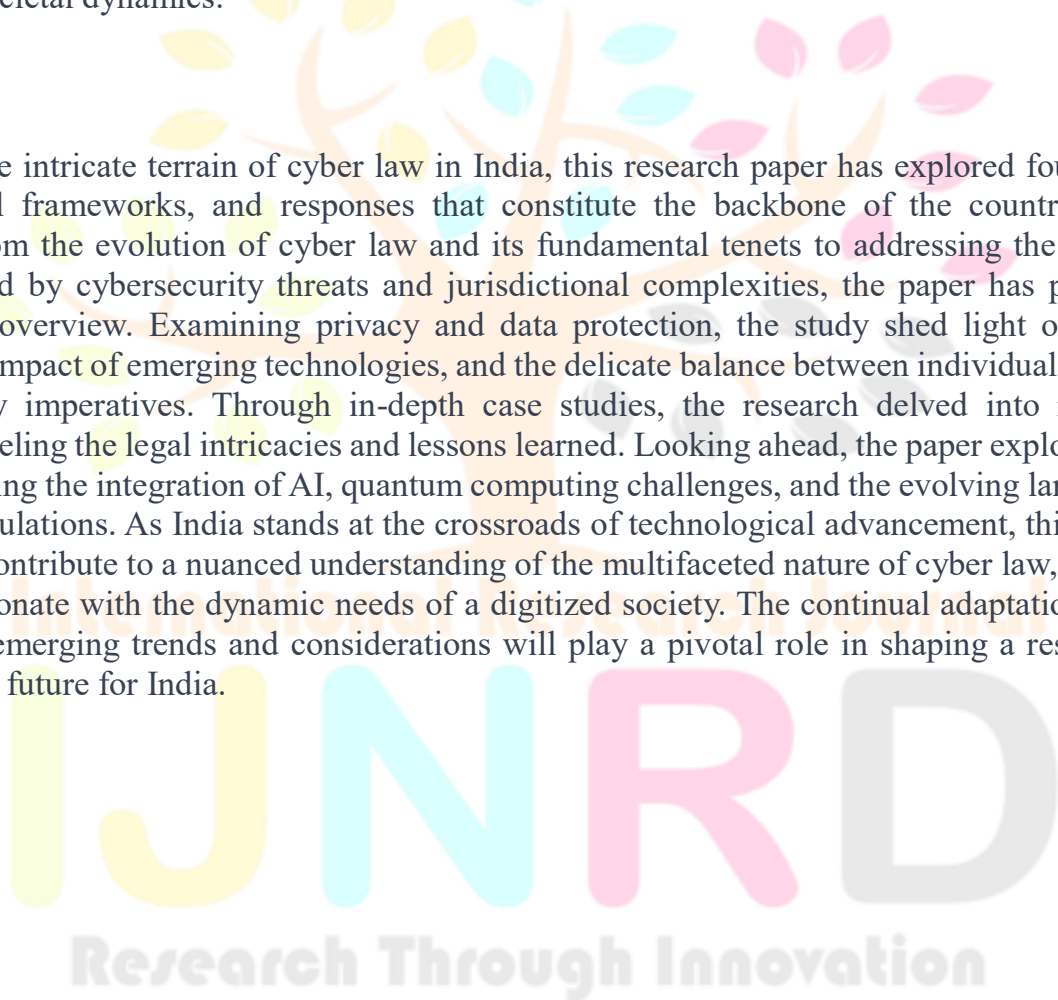 cietal dynamics.
e intricate terrain of cyber law in India, this research paper has explored fou
l frameworks, and responses that constitute the backbone of the countr
om the evolution of cyber law and its fundamental tenets to addressing the
d by cybersecurity threats and jurisdictional complexities, the paper has p
overview. Examining privacy and data protection, the study shed light o
mpact of emerging technologies, and the delicate balance between individual
y imperatives. Through in-depth case studies, the research delved into
eling the legal intricacies and lessons learned. Looking ahead, the paper explo
ing the integration of AI, quantum computing challenges, and the evolving lan
ulations. As India stands at the crossroads of technological advancement, thi
ontribute to a nuanced understanding of the multifaceted nature of cyber law,
International Research Journal
onate with the dynamic needs of a digitized society. The continual adaptatio
emerging trends and considerations will play a pivotal role in shaping a res
future for India.
IJNRD
Research Through Innovation